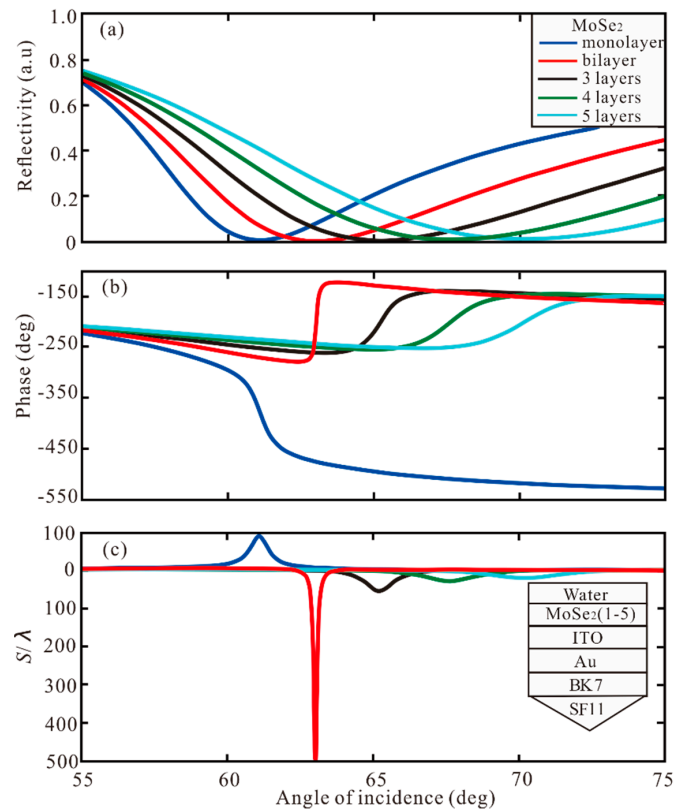 (a)
Reflectivity (a.u)
1.0
0.8
0.6
0.4
0.2
0
MoSe2
monolayer
bilayer
3 layers
4 layers
5 layers
(b)
Phase (deg)
-150
-250
-350
-450
-550
(c)
S/λ
100
0
100
200
300
400
500
Water
MoSe2(1-5)
ITO
Au
BK7
SF11
55
60
65
70
75
Angle of incidence (deg)